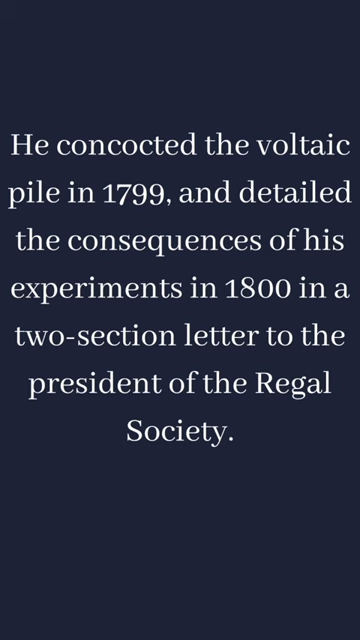 He concocted the voltaic
pile in 1799, and detailed
the consequences of his
experiments in 1800 in a
two-section letter to the
president of the Regal
Society.